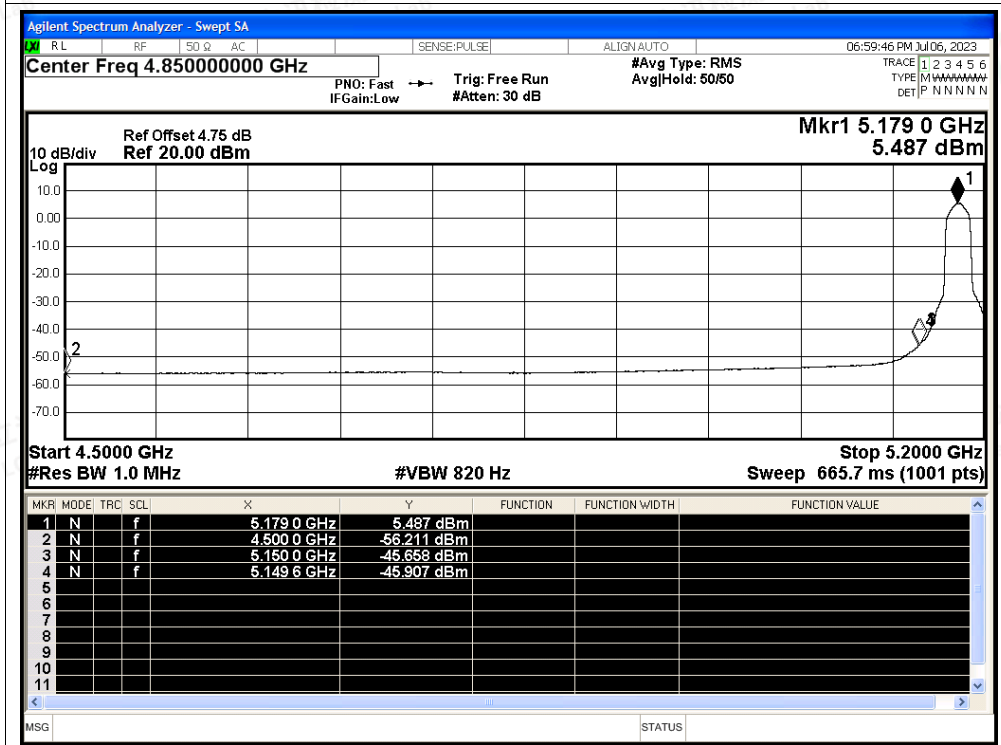 Agilent Spectrum Analyzer - Swept SA
LXI RL RF 50 Ω AC SENSE:PULSE ALIGN AUTO 06:59:46 PM Jul 06, 2023
Center Freq 4.850000000 GHz #Avg Type: RMS TRACE 1 2 3 4 5 6
PNO: Fast Trig: Free Run Avg|Hold: 50/50 TYPE M WWWWW
IFGain:Low #Atten: 30 dB DET P N N N N N
Ref Offset 4.75 dB Mkr1 5.179 0 GHz
10 dB/div Ref 20.00 dBm 5.487 dBm
Log
1
10.0
0.00
-10.0
-20.0
-30.0
-40.0
-50.0 2
-60.0
-70.0
Start 4.5000 GHz Stop 5.2000 GHz
#Res BW 1.0 MHz #VBW 820 Hz Sweep 665.7 ms (1001 pts)
MKR MODE TRC SCL X Y FUNCTION FUNCTION WIDTH FUNCTION VALUE
1 N f 5.179 0 GHz 5.487 dBm
2 N f 4.500 0 GHz -56.211 dBm
3 N f 5.150 0 GHz -45.658 dBm
4 N f 5.149 6 GHz -45.907 dBm
5
6
7
8
9
10
11
MSG STATUS